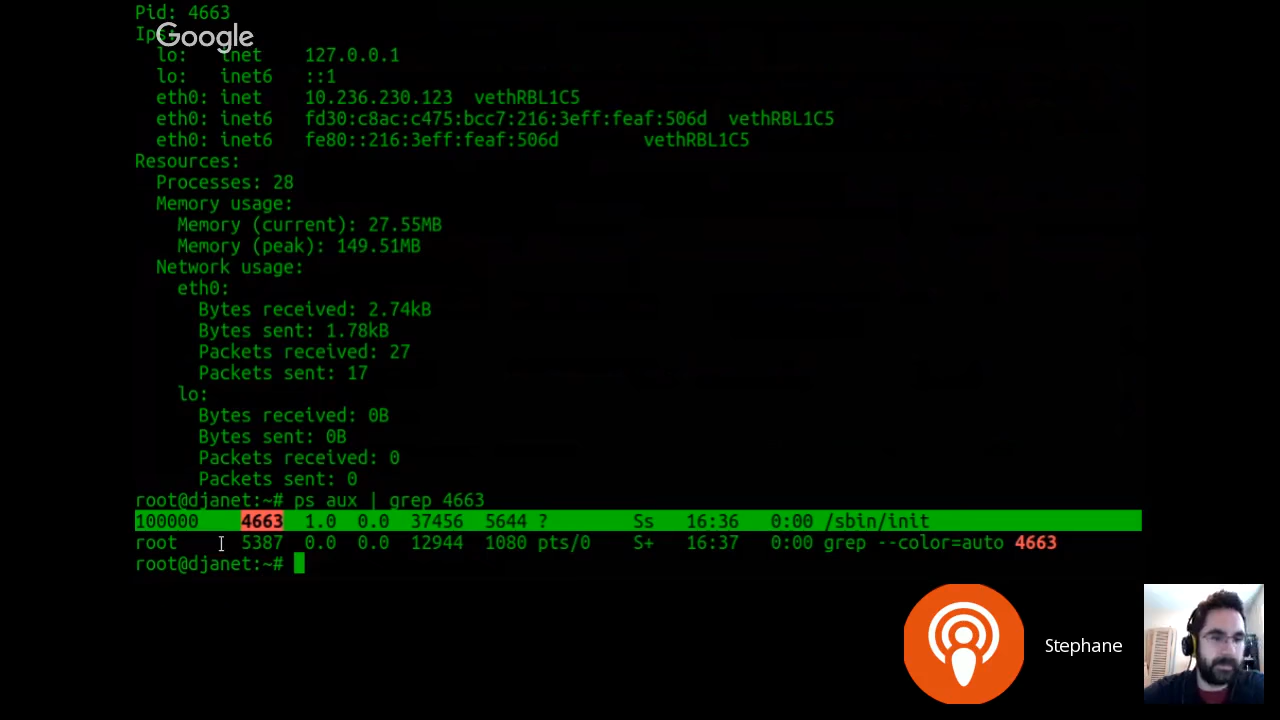 Pid: 4663
Ips:
Google
lo: inet 127.0.0.1
lo: inet6 ::1
eth0: inet 10.236.230.123 vethRBL1C5
eth0: inet6 fd30:c8ac:c475:bcc7:216:3eff:feaf:506d vethRBL1C5
eth0: inet6 fe80::216:3eff:feaf:506d vethRBL1C5
Resources:
Processes: 28
Memory usage:
Memory (current): 27.55MB
Memory (peak): 149.51MB
Network usage:
eth0:
Bytes received: 2.74kB
Bytes sent: 1.78kB
Packets received: 27
Packets sent: 17
lo:
Bytes received: 0B
Bytes sent: 0B
Packets received: 0
Packets sent: 0
root@djanet:~# ps aux | grep 4663
100000 4663 1.0 0.0 37456 5644 ? Ss 16:36 0:00 /sbin/init
root 5387 0.0 0.0 12944 1080 pts/0 S+ 16:37 0:00 grep --color=auto 4663
root@djanet:~#
Stephane